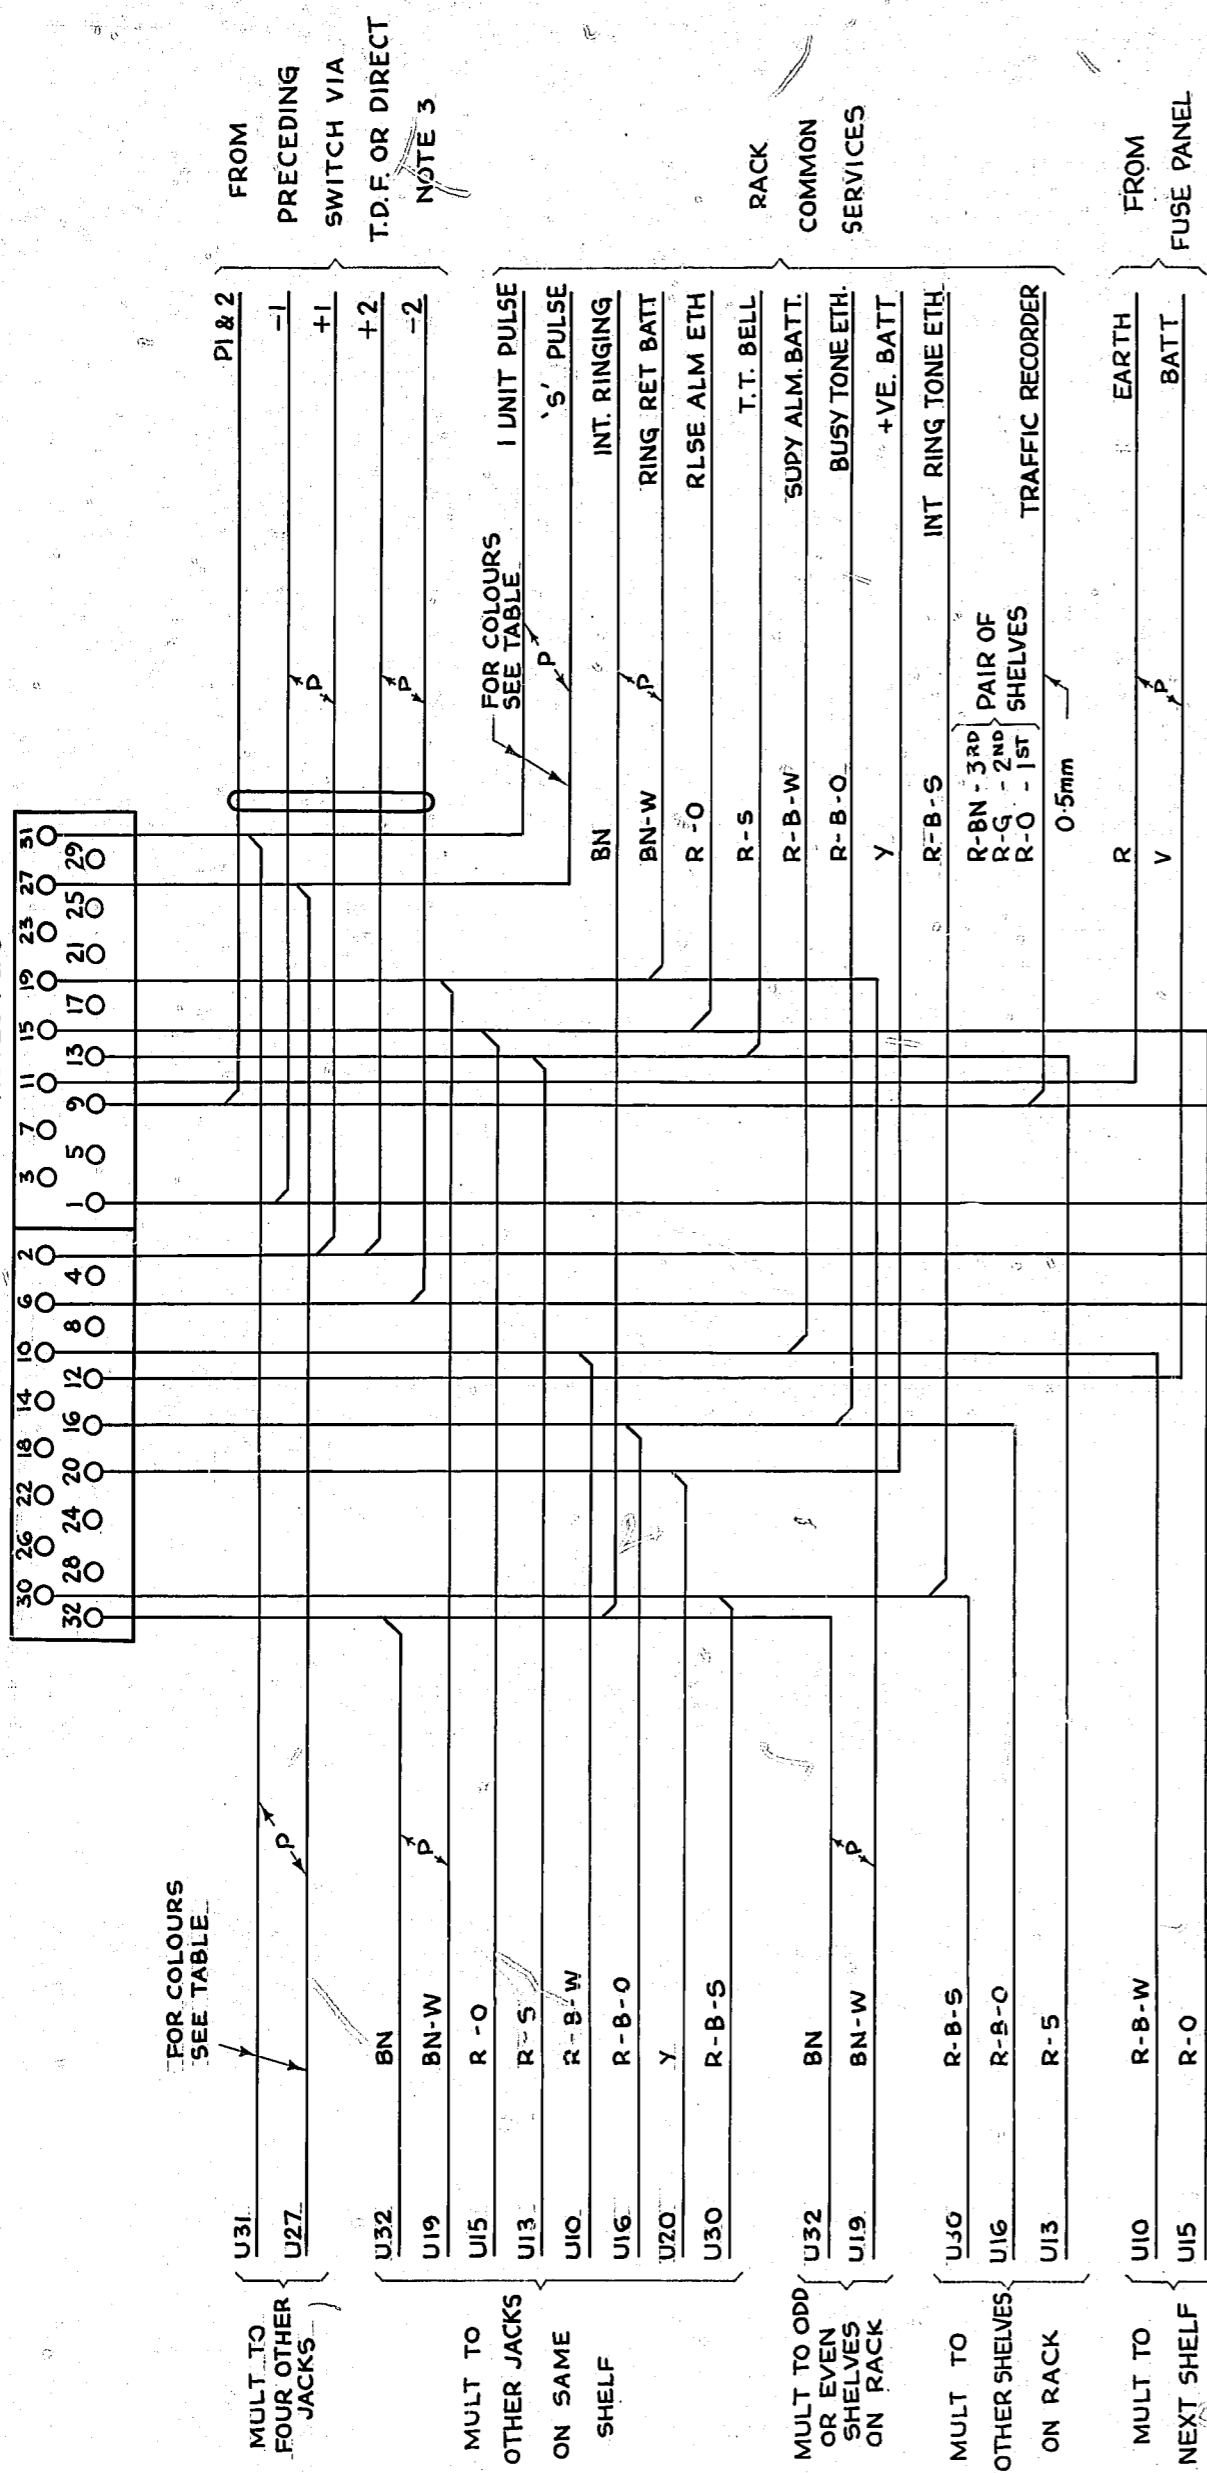 31
29
27
25
23
21
19
17
15
13
11
9
7
5
3
1
2
4
6
8
10
12
14
16
18
20
22
24
26
28
30
32
FROM
PRECEDING
SWITCH VIA
T.D.F. OR DIRECT
NOTE 3
P1 & 2
-1
+1
+2
-2
P
P
RACK
COMMON
SERVICES
1 UNIT PULSE
'S' PULSE
INT. RINGING
RING RET BATT
RLSE ALM ETH
T.T. BELL
SUPY ALM. BATT.
BUSY TONE ETH.
+VE. BATT
INT RING TONE ETH
TRAFFIC RECORDER
FOR COLOURS
SEE TABLE
P
P
BN
BN-W
R-O
R-S
R-B-W
R-B-O
Y
R-B-S
R-BN - 3RD
R-G - 2ND
R-O - 1ST
PAIR OF
SHELVES
0.5mm
FROM
FUSE PANEL
EARTH
BATT
P
R
V
FOR COLOURS
SEE TABLE
P
MULT TO
FOUR OTHER
JACKS
U31
U27
MULT TO
OTHER JACKS
ON SAME
SHELF
U32 BN
U19 BN-W
U15 R-O
U13 R-S
U10 R-B-W
U16 R-B-O
U20 Y
U30 R-B-S
P
MULT TO ODD
OR EVEN
SHELVES
ON RACK
U32 BN
U19 BN-W
P
MULT TO
OTHER SHELVES
ON RACK
U30 R-B-S
U16 R-B-O
U13 R-S
MULT TO
NEXT SHELF
U10 R-B-W
U15 R-O